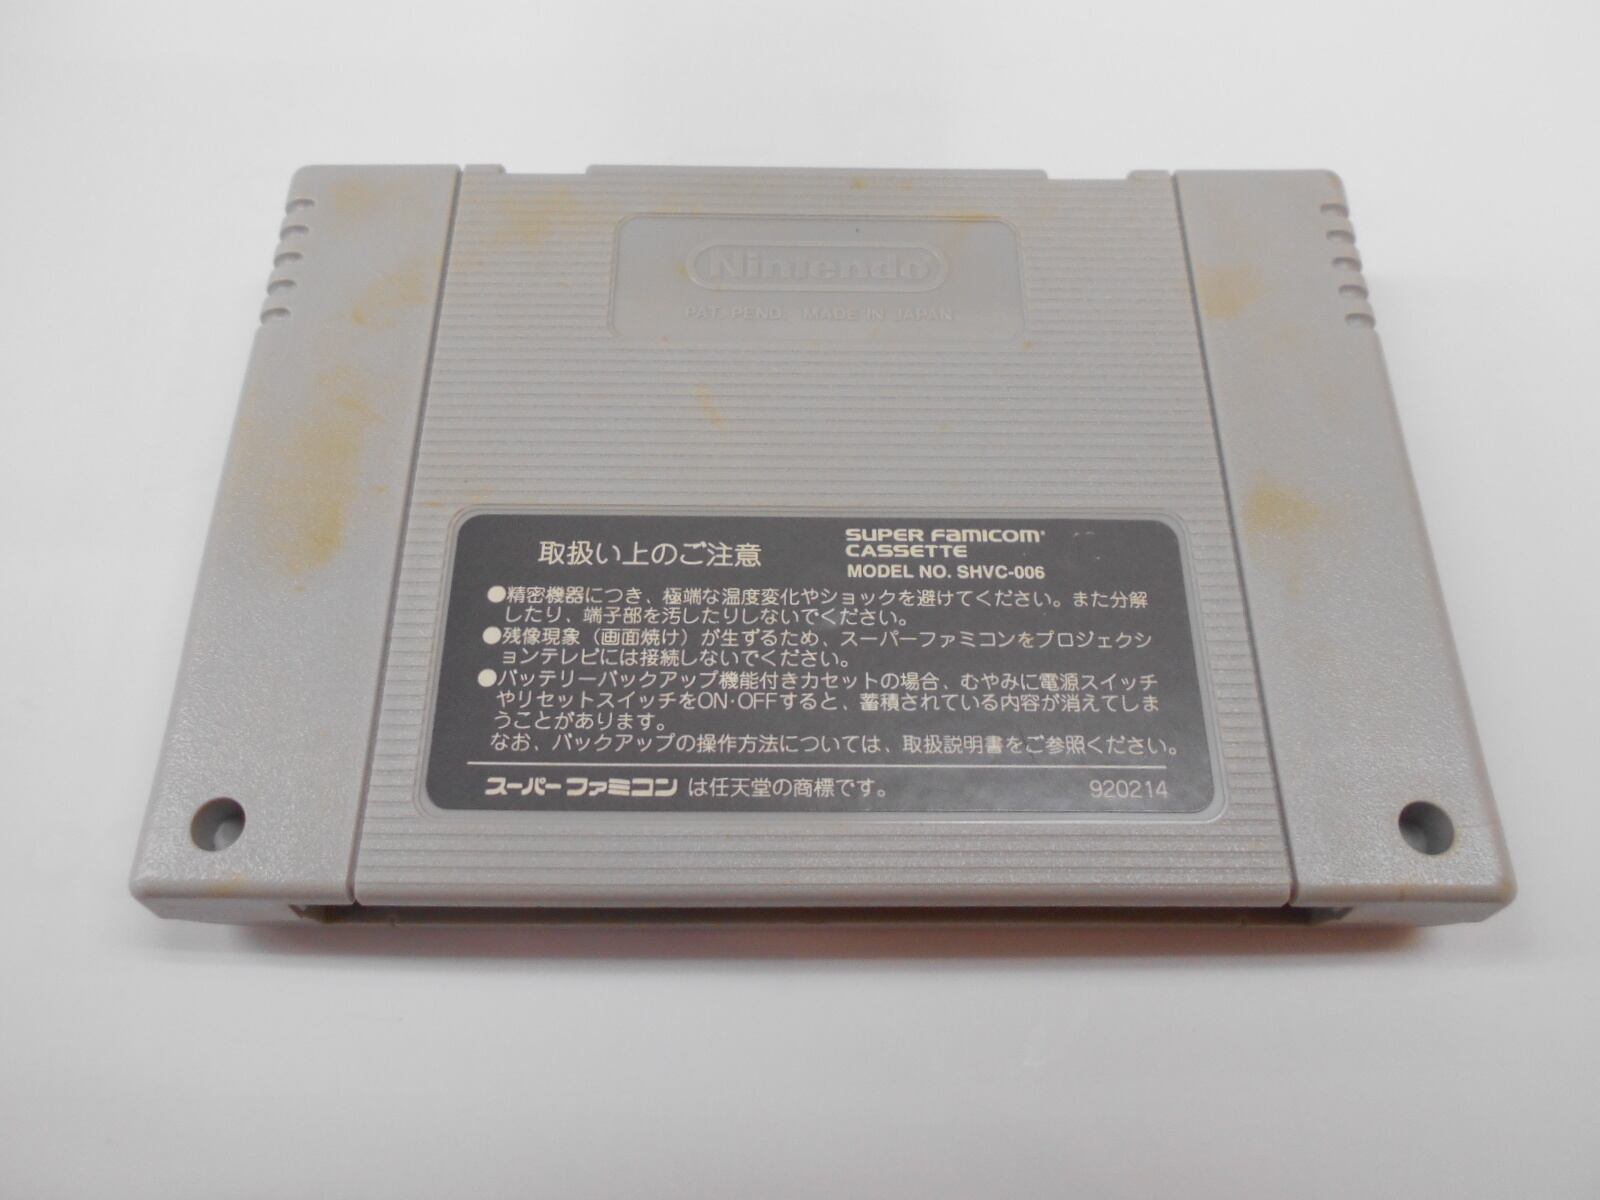 Nintendo
PAT. PEND. MADE IN JAPAN
取扱い上のご注意
SUPER FAMICOM
CASSETTE
MODEL NO. SHVC-006
●精密機器につき、極端な温度変化やショックを避けてください。また分解
したり、端子部を汚したりしないでください。
●残像現象（画面焼け）が生ずるため、スーパーファミコンをプロジェクシ
ョンテレビには接続しないでください。
●バッテリーバックアップ機能付きカセットの場合、むやみに電源スイッチ
やリセットスイッチをON・OFFすると、蓄積されている内容が消えてしま
うことがあります。
なお、バックアップの操作方法については、取扱説明書をご参照ください。
スーパーファミコン は任天堂の商標です。
920214